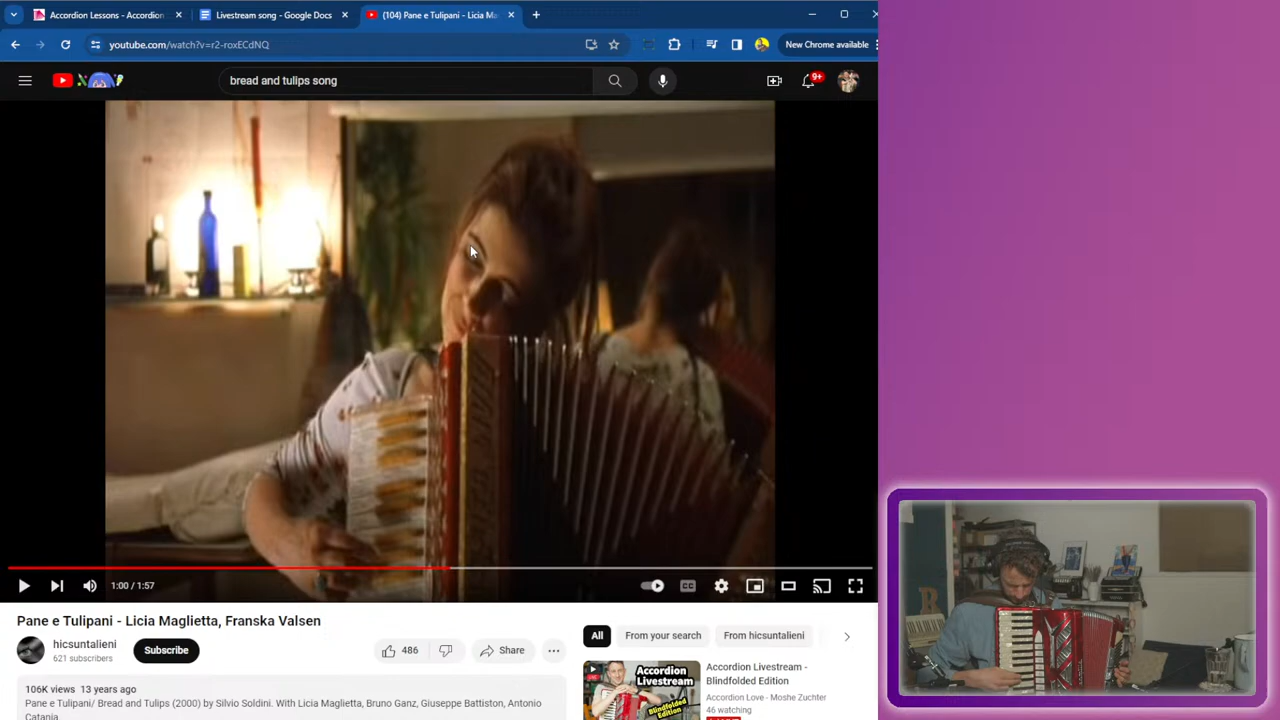 Accordion Lessons - Accordion
Livestream song - Google Docs
(104) Pane e Tulipani - Licia Ma
youtube.com/watch?v=r2-roxECdNQ
New Chrome available
bread and tulips song
9+
1:00 / 1:57
CC
Pane e Tulipani - Licia Maglietta, Franska Valsen
hicsuntalieni
621 subscribers
Subscribe
486
Share
106K views 13 years ago
Pane e Tulipani/ Bread and Tulips (2000) by Silvio Soldini. With Licia Maglietta, Bruno Ganz, Giuseppe Battiston, Antonio
Catania.
All
From your search
From hicsuntalieni
Accordion
Livestream
Blindfolded
Edition
Accordion Livestream -
Blindfolded Edition
Accordion Love - Moshe Zuchter
46 watching